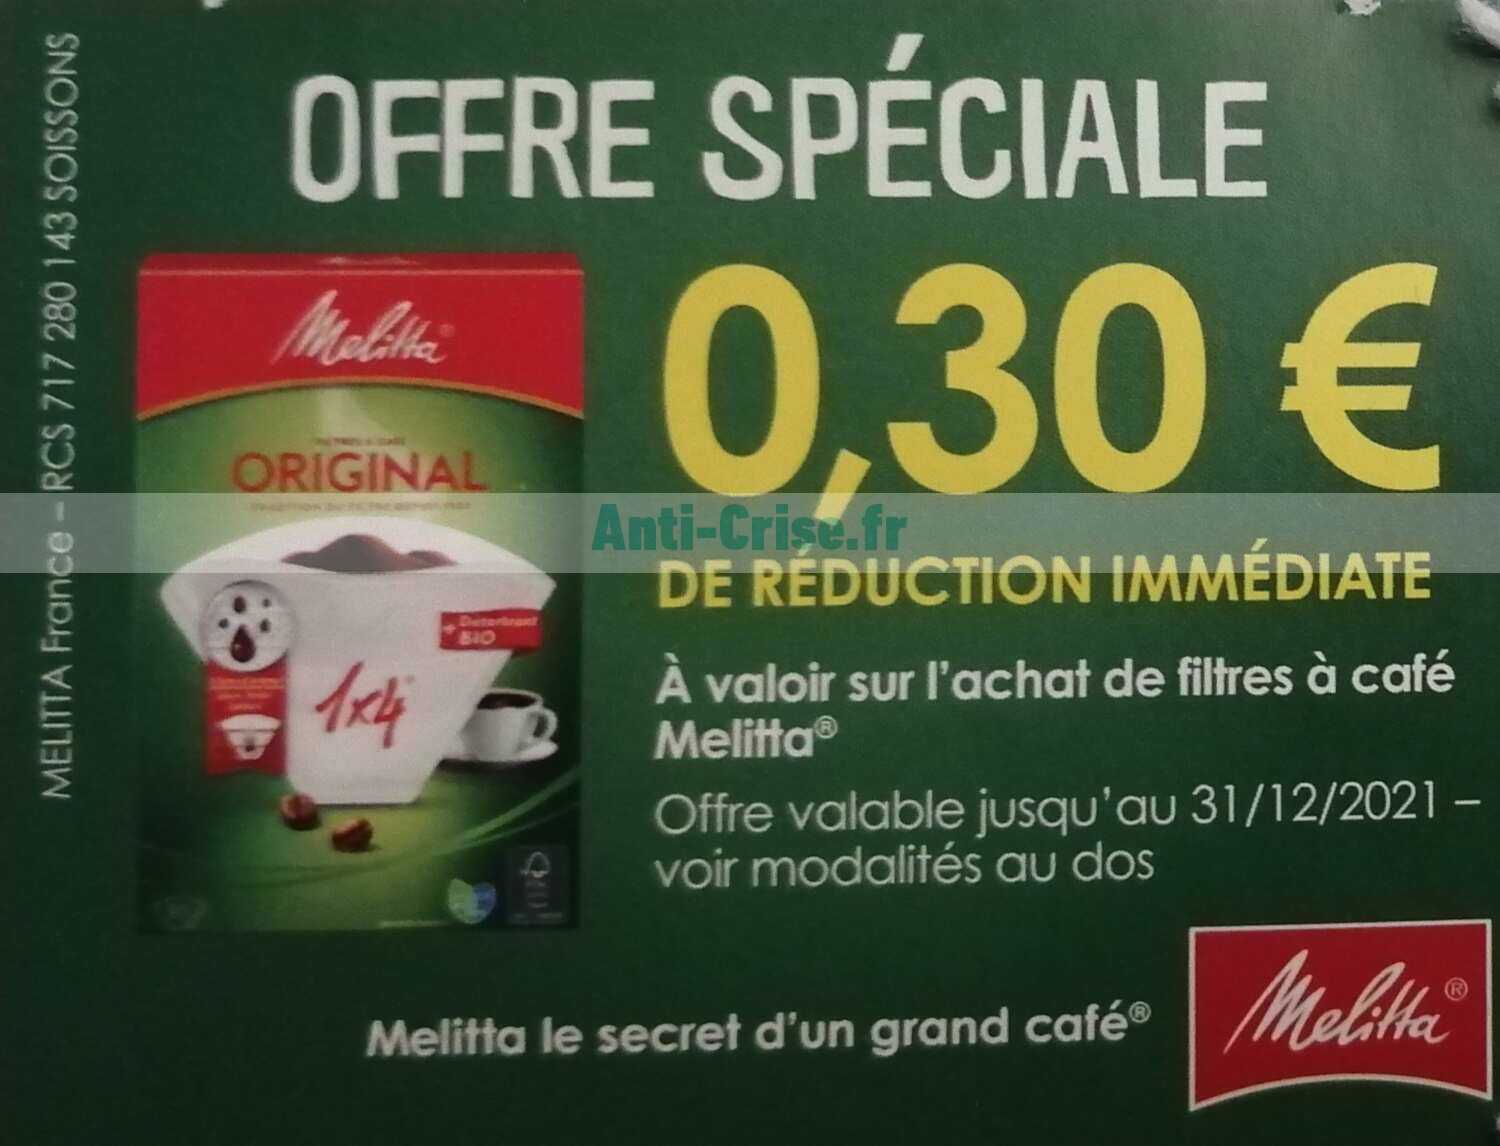 MELITTA France – RCS 717 280 143 SOISSONS
OFFRE SPÉCIALE
Melitta®
ORIGINAL
+ Détartrant
BIO
1x4®
0,30 €
Anti-Crise.fr
DE RÉDUCTION IMMÉDIATE
À valoir sur l'achat de filtres à café
Melitta®
Offre valable jusqu'au 31/12/2021 –
voir modalités au dos
Melitta le secret d'un grand café®
Melitta®